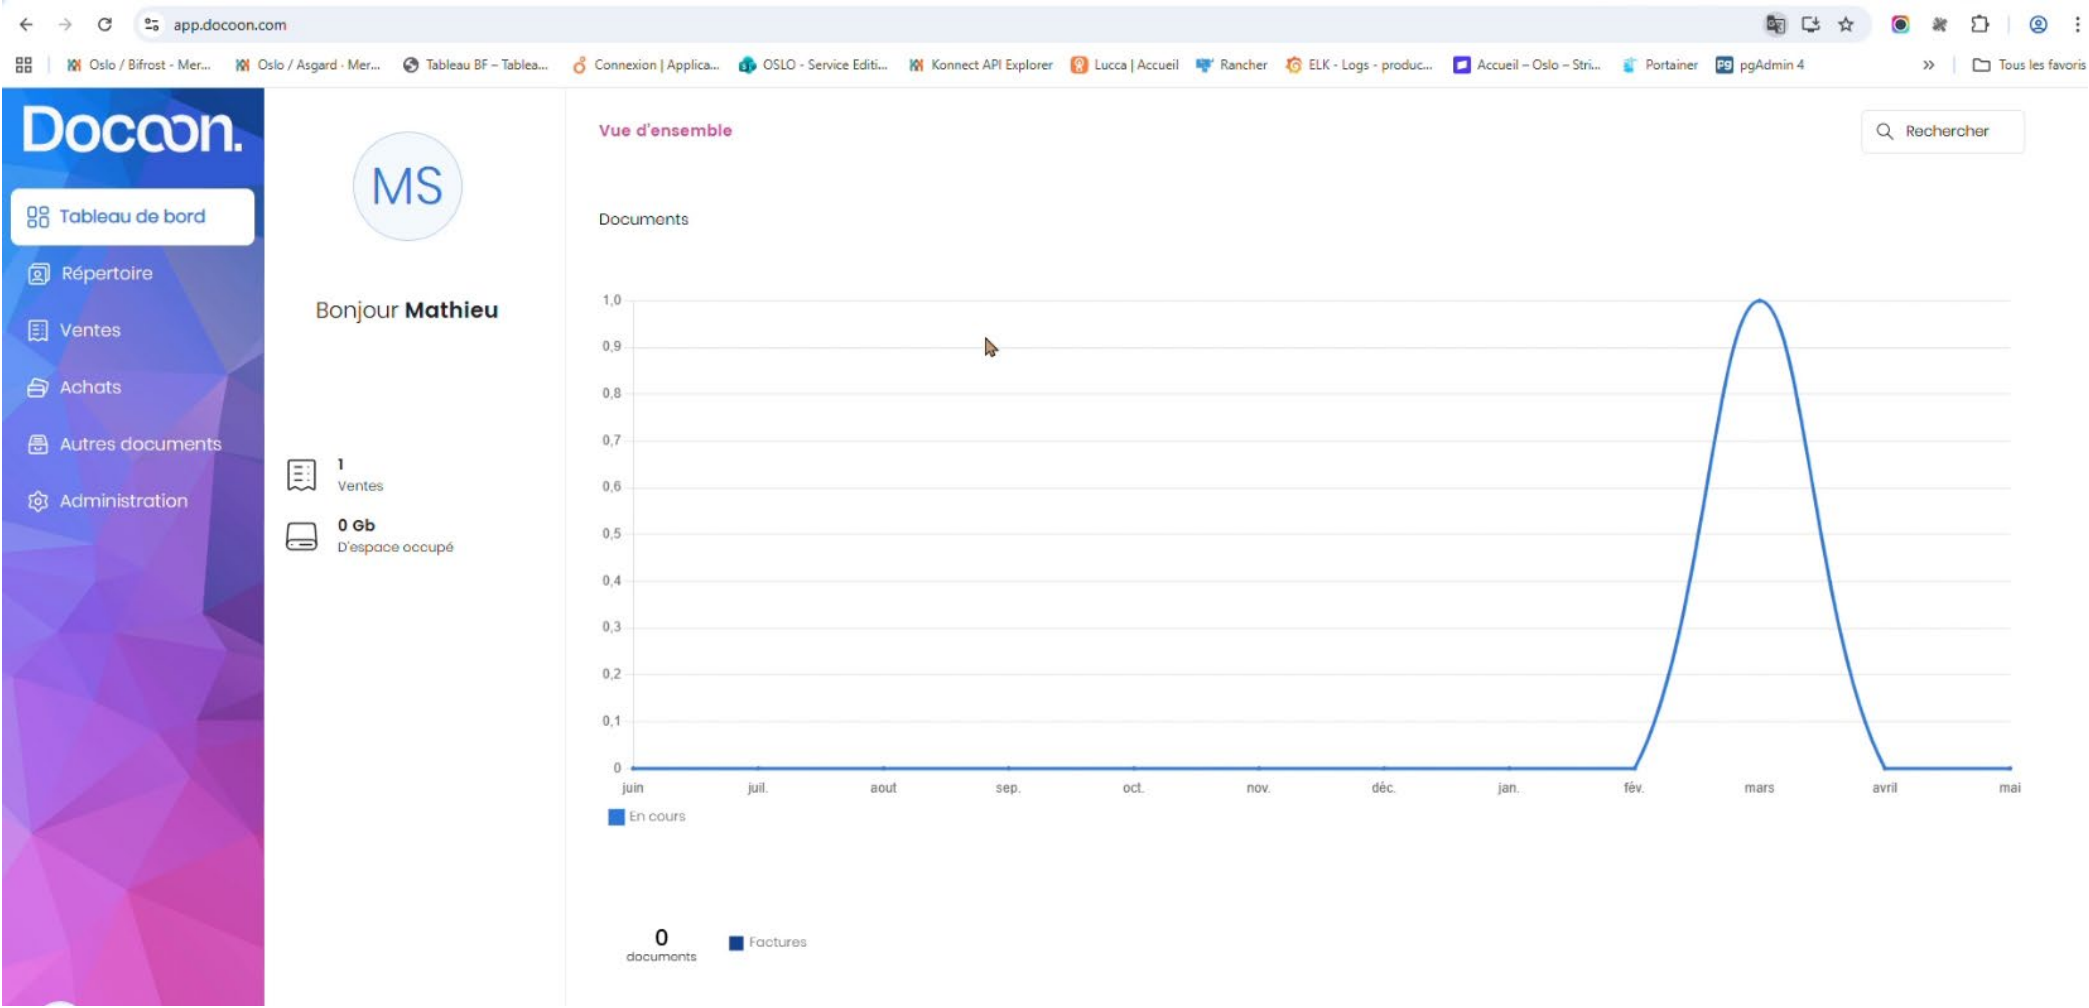 app.docoon.com
Oslo / Bifrost - Mer... Oslo / Asgard - Mer... Tableau BF – Tablea... Connexion | Applica... OSLO - Service Editi... Konnect API Explorer Lucca | Accueil Rancher ELK - Logs - produc... Accueil – Oslo – Stri... Portainer pgAdmin 4 » Tous les favoris
Docoon.
Tableau de bord
Répertoire
Ventes
Achats
Autres documents
Administration
MS
Bonjour Mathieu
1
Ventes
0 Gb
D'espace occupé
Vue d'ensemble
Rechercher
Documents
1,0
0,9
0,8
0,7
0,6
0,5
0,4
0,3
0,2
0,1
0
juin juil. aout sep. oct. nov. déc. jan. fév. mars avril mai
En cours
0
documents
Factures